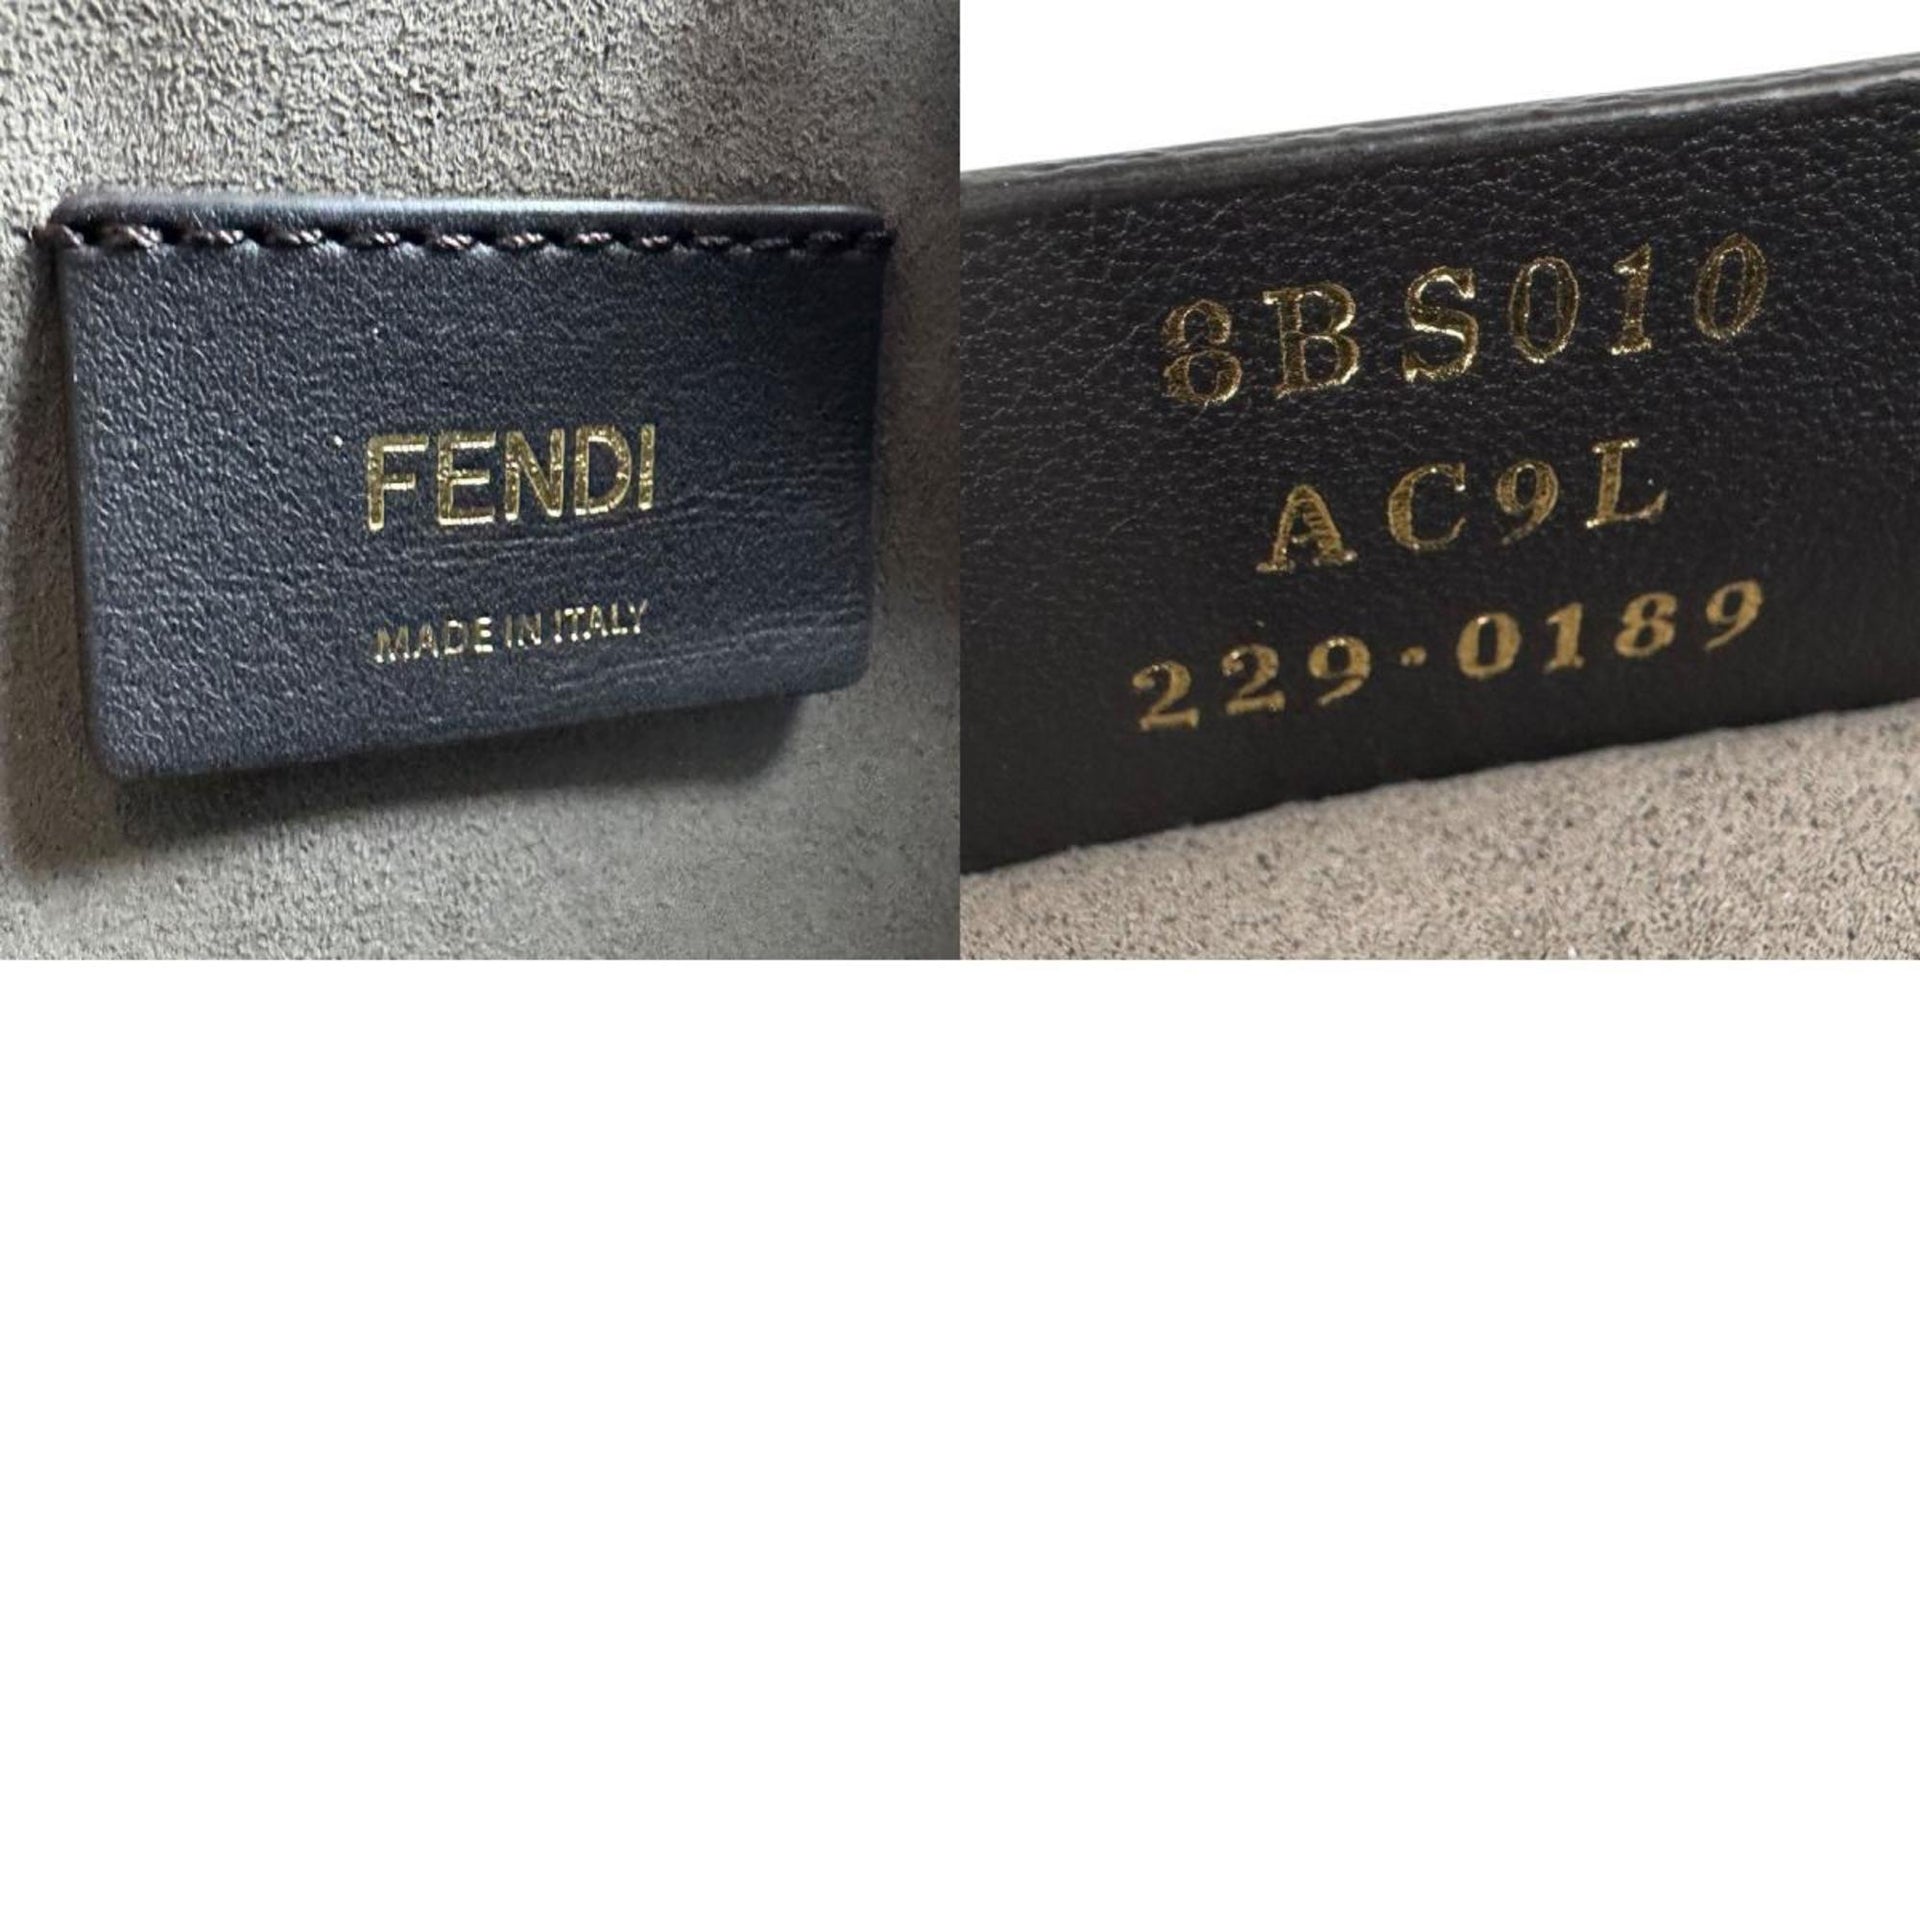 FENDI
MADE IN ITALY
8BS010
AC9L
229·0189